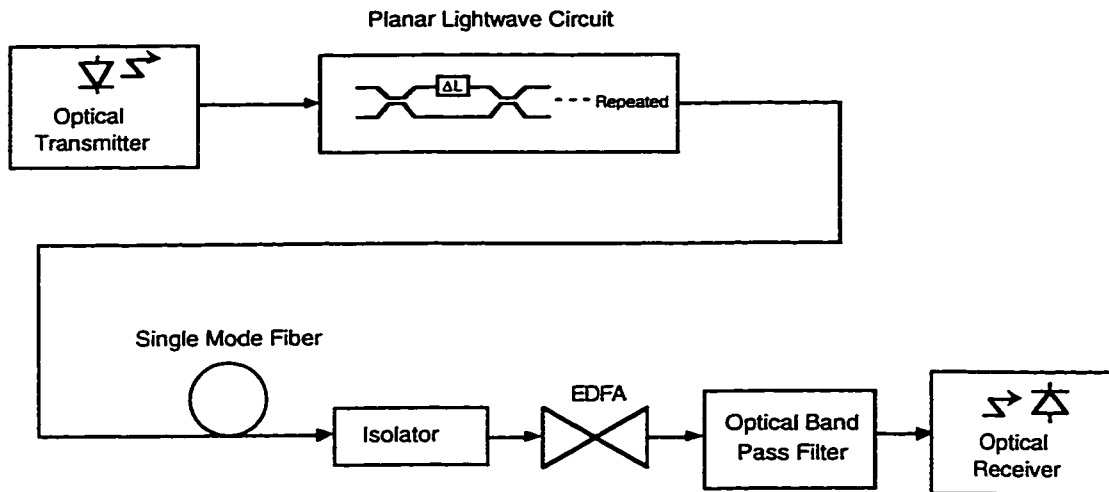 Planar Lightwave Circuit
Optical
Transmitter
ΔL
Repeated
Single Mode Fiber
Isolator
EDFA
Optical Band
Pass Filter
Optical
Receiver